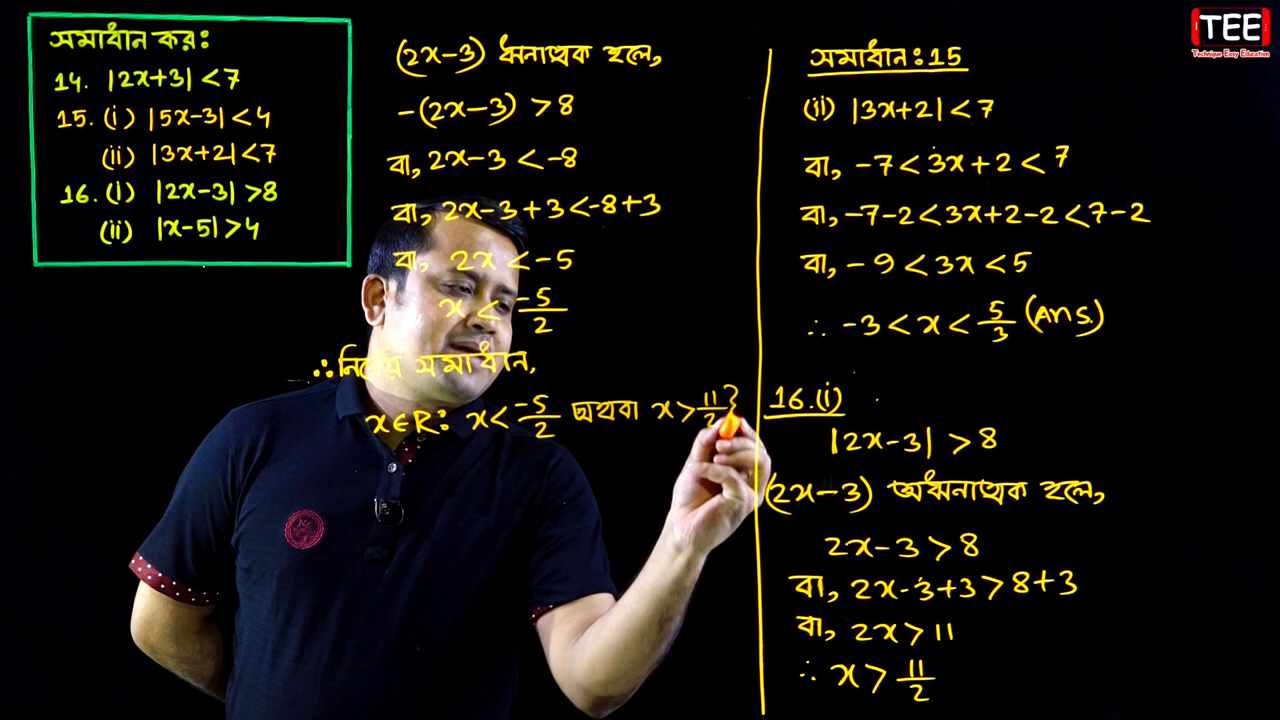 সমাধান করঃ
14. |2x+3| < 7
15. (i) |5x-3| < 4
(ii) |3x+2| < 7
16. (i) |2x-3| > 8
(ii) |x-5| > 4
(2x-3) ঋনাত্মক হলে,
-(2x-3) > 8
বা, 2x-3 < -8
বা, 2x-3+3 < -8+3
বা, 2x < -5
x < -5/2
∴ নির্ণেয় সমাধান,
x∈R: x < -5/2 অথবা x > 11/2}
TEE
Technique Easy Education
সমাধান: 15
(ii) |3x+2| < 7
বা, -7 < 3x+2 < 7
বা, -7-2 < 3x+2-2 < 7-2
বা, -9 < 3x < 5
∴ -3 < x < 5/3 (Ans.)
16.(i)
|2x-3| > 8
(2x-3) অঋনাত্মক হলে,
2x-3 > 8
বা, 2x-3+3 > 8+3
বা, 2x > 11
∴ x > 11/2